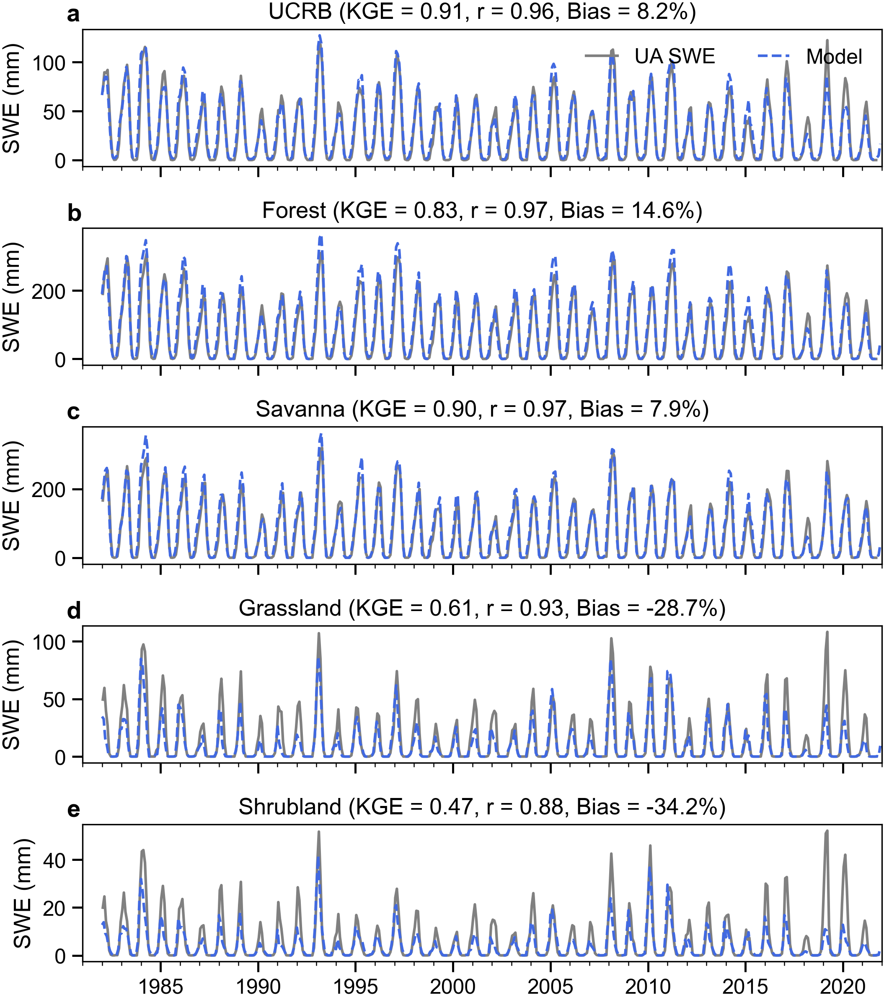 a
UCRB (KGE = 0.91, r = 0.96, Bias = 8.2%)
SWE (mm)
100
50
0
UA SWE
Model
b
Forest (KGE = 0.83, r = 0.97, Bias = 14.6%)
SWE (mm)
200
0
c
Savanna (KGE = 0.90, r = 0.97, Bias = 7.9%)
SWE (mm)
200
0
d
Grassland (KGE = 0.61, r = 0.93, Bias = -28.7%)
SWE (mm)
100
50
0
e
Shrubland (KGE = 0.47, r = 0.88, Bias = -34.2%)
SWE (mm)
40
20
0
1985 1990 1995 2000 2005 2010 2015 2020